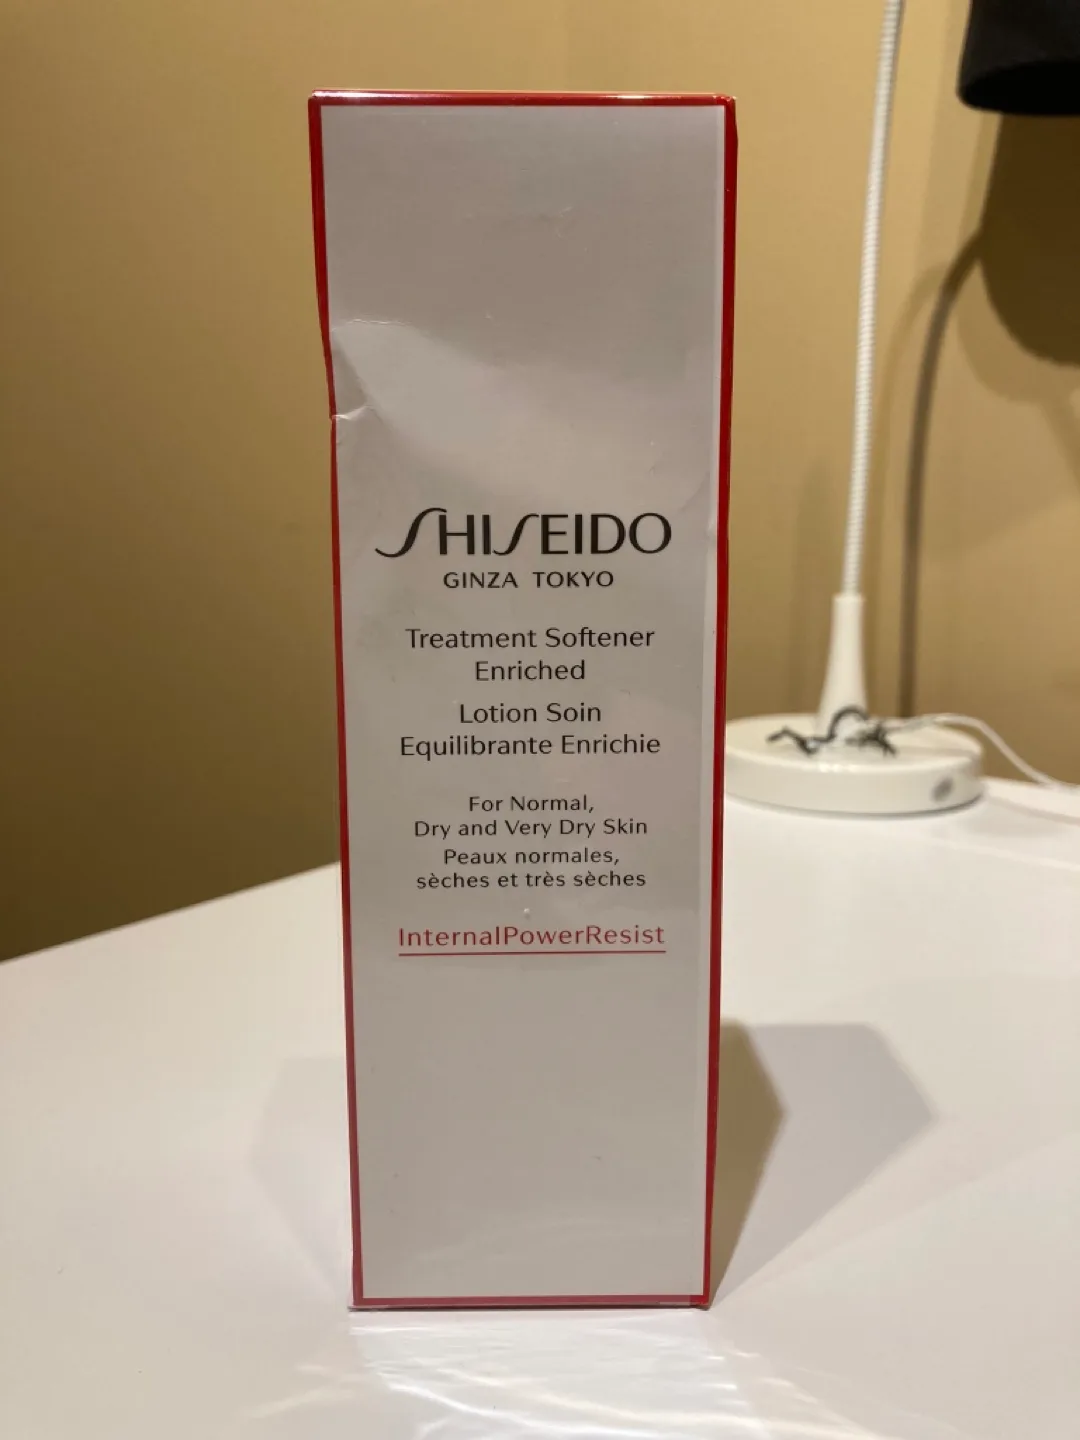 SHISEIDO
GINZA TOKYO
Treatment Softener
Enriched
Lotion Soin
Equilibrante Enrichie
For Normal,
Dry and Very Dry Skin
Peaux normales,
sèches et très sèches
InternalPowerResist